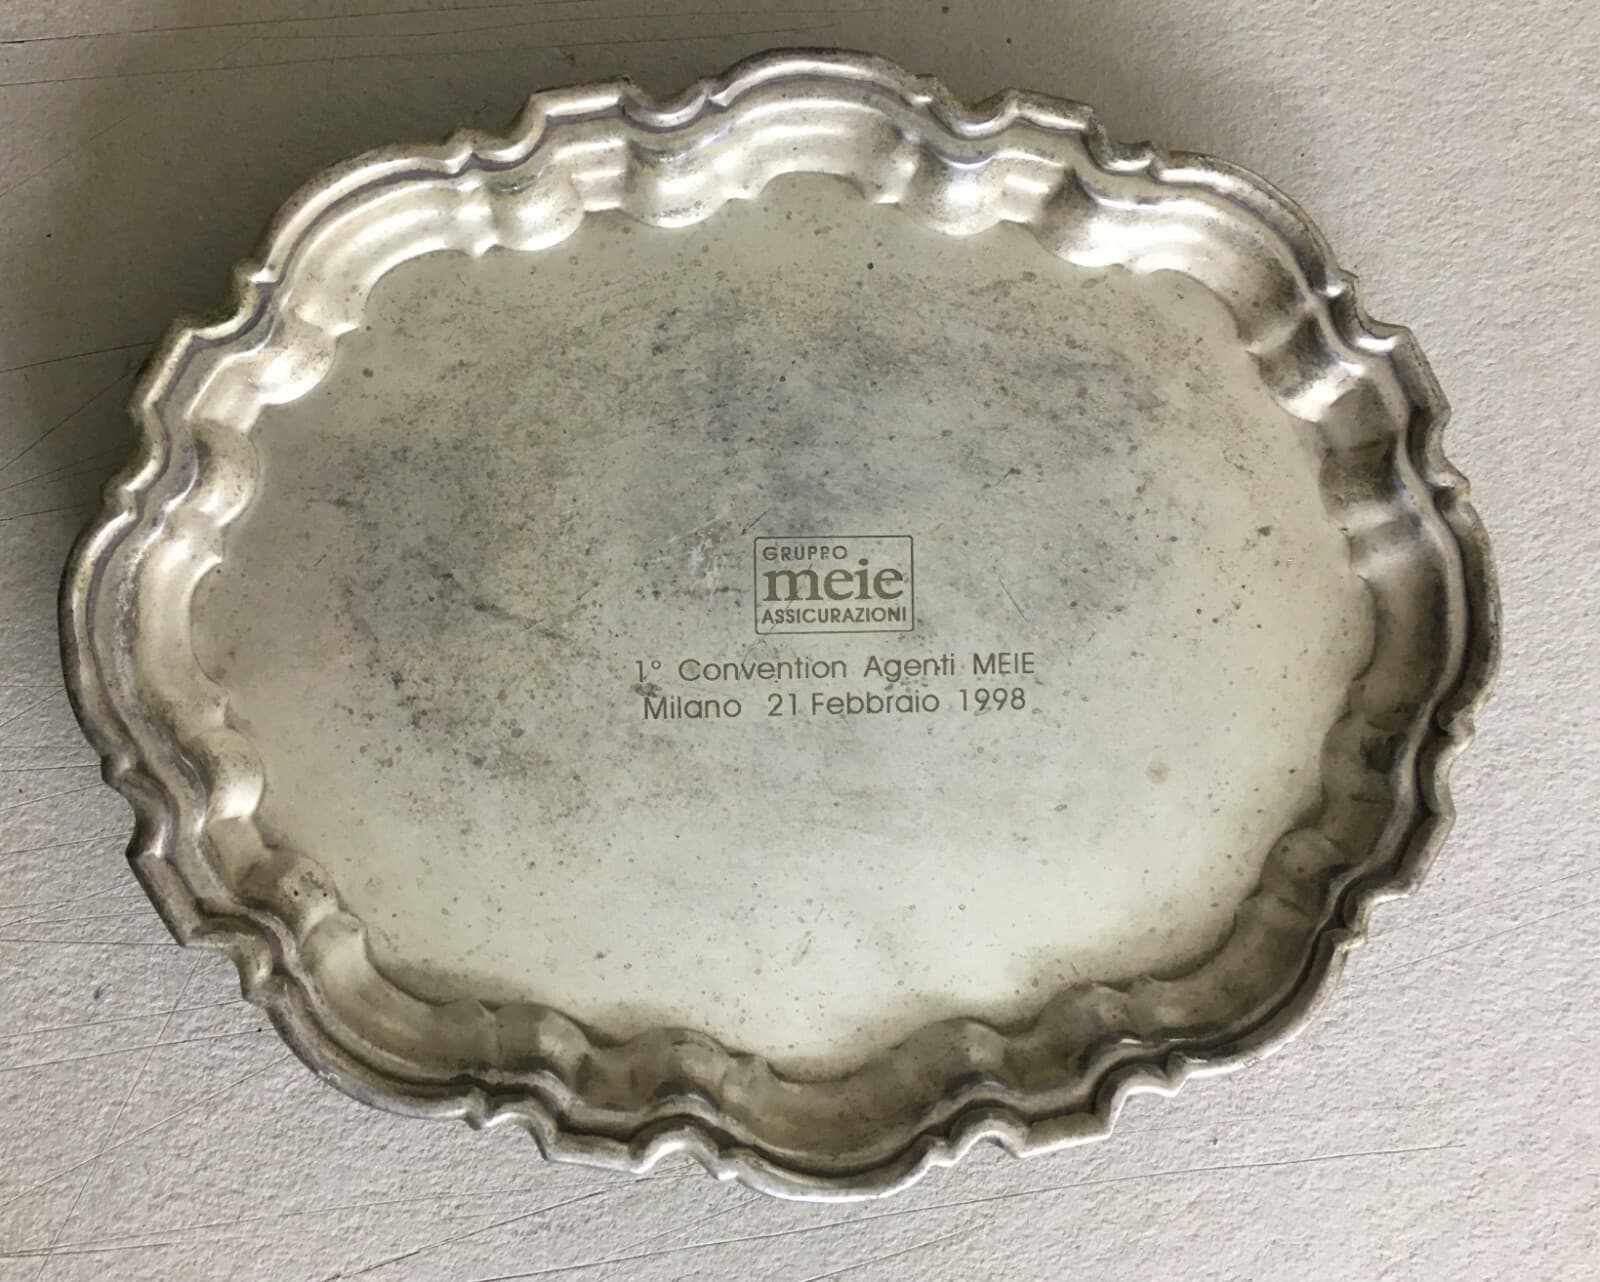 GRUPPO
meie
ASSICURAZIONI
1° Convention Agenti MEIE
Milano 21 Febbraio 1998